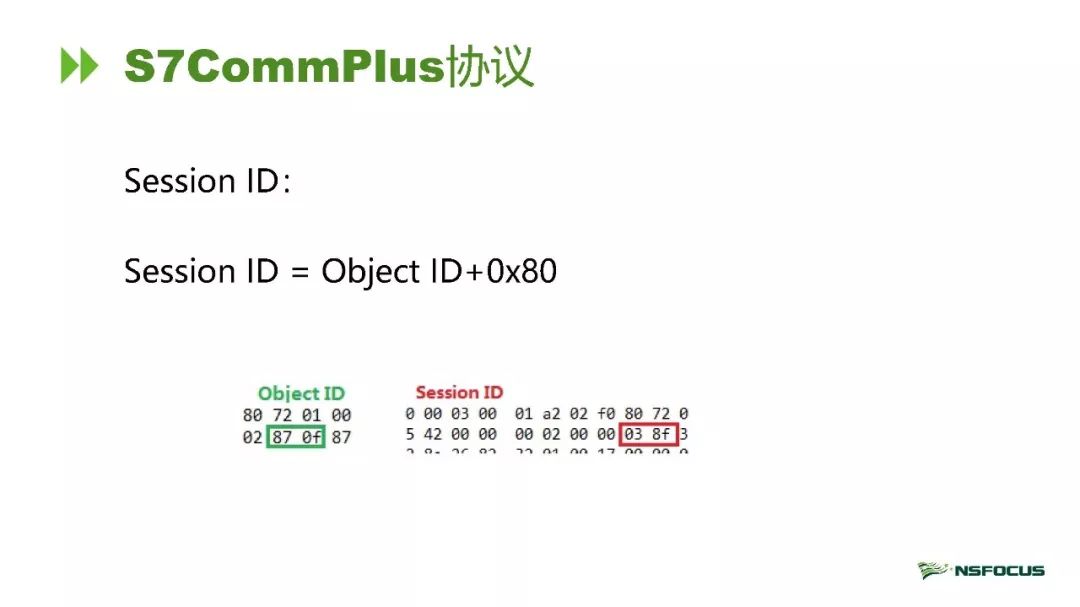 S7CommPlus协议
Session ID：
Session ID = Object ID+0x80
Object ID
80 72 01 00
02 87 0f 87
Session ID
0 00 03 00 01 a2 02 f0 80 72 0
5 42 00 00 00 02 00 00 03 8f 3
NSFOCUS